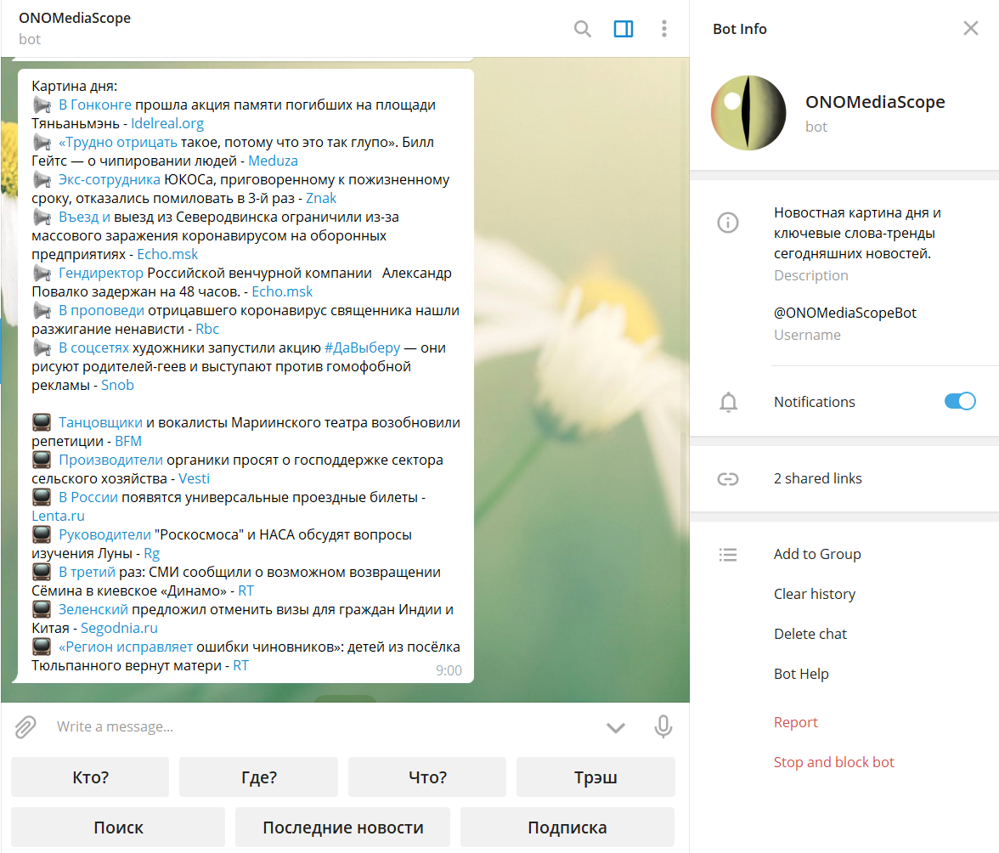 ONOMediaScope
bot
Картина дня:
В Гонконге прошла акция памяти погибших на площади
Тяньаньмэнь - Idelreal.org
«Трудно отрицать такое, потому что это так глупо». Билл
Гейтс — о чипировании людей - Meduza
Экс-сотрудника ЮКОСа, приговоренному к пожизненному
сроку, отказались помиловать в 3-й раз - Znak
Въезд и выезд из Северодвинска ограничили из-за
массового заражения коронавирусом на оборонных
предприятиях - Echo.msk
Гендиректор Российской венчурной компании Александр
Повалко задержан на 48 часов. - Echo.msk
В проповеди отрицавшего коронавирус священника нашли
разжигание ненависти - Rbc
В соцсетях художники запустили акцию #ДаВыберу — они
рисуют родителей-геев и выступают против гомофобной
рекламы - Snob
Танцовщики и вокалисты Мариинского театра возобновили
репетиции - BFM
Производители органики просят о господдержке сектора
сельского хозяйства - Vesti
В России появятся универсальные проездные билеты -
Lenta.ru
Руководители "Роскосмоса" и НАСА обсудят вопросы
изучения Луны - Rg
В третий раз: СМИ сообщили о возможном возвращении
Сёмина в киевское «Динамо» - RT
Зеленский предложил отменить визы для граждан Индии и
Китая - Segodnia.ru
«Регион исправляет ошибки чиновников»: детей из посёлка
Тюльпанного вернут матери - RT
9:00
Write a message...
Кто? Где? Что? Трэш
Поиск Последние новости Подписка
Bot Info
ONOMediaScope
bot
Новостная картина дня и
ключевые слова-тренды
сегодняшних новостей.
Description
@ONOMediaScopeBot
Username
Notifications
2 shared links
Add to Group
Clear history
Delete chat
Bot Help
Report
Stop and block bot